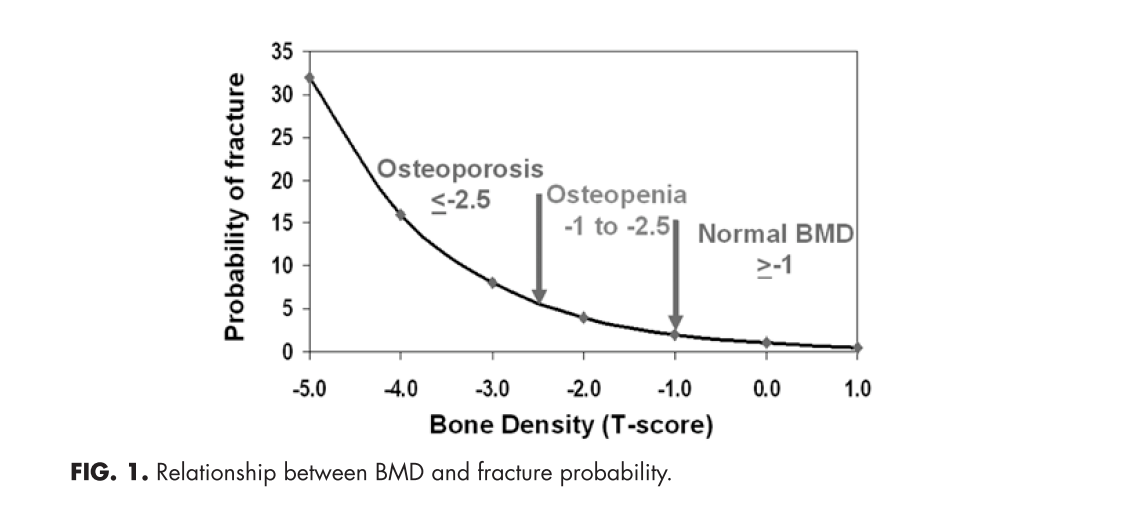 35
30
25
20
15
10
5
0
Probability of fracture
Osteoporosis
≤-2.5
Osteopenia
-1 to -2.5
Normal BMD
≥-1
-5.0 -4.0 -3.0 -2.0 -1.0 0.0 1.0
Bone Density (T-score)
FIG. 1. Relationship between BMD and fracture probability.